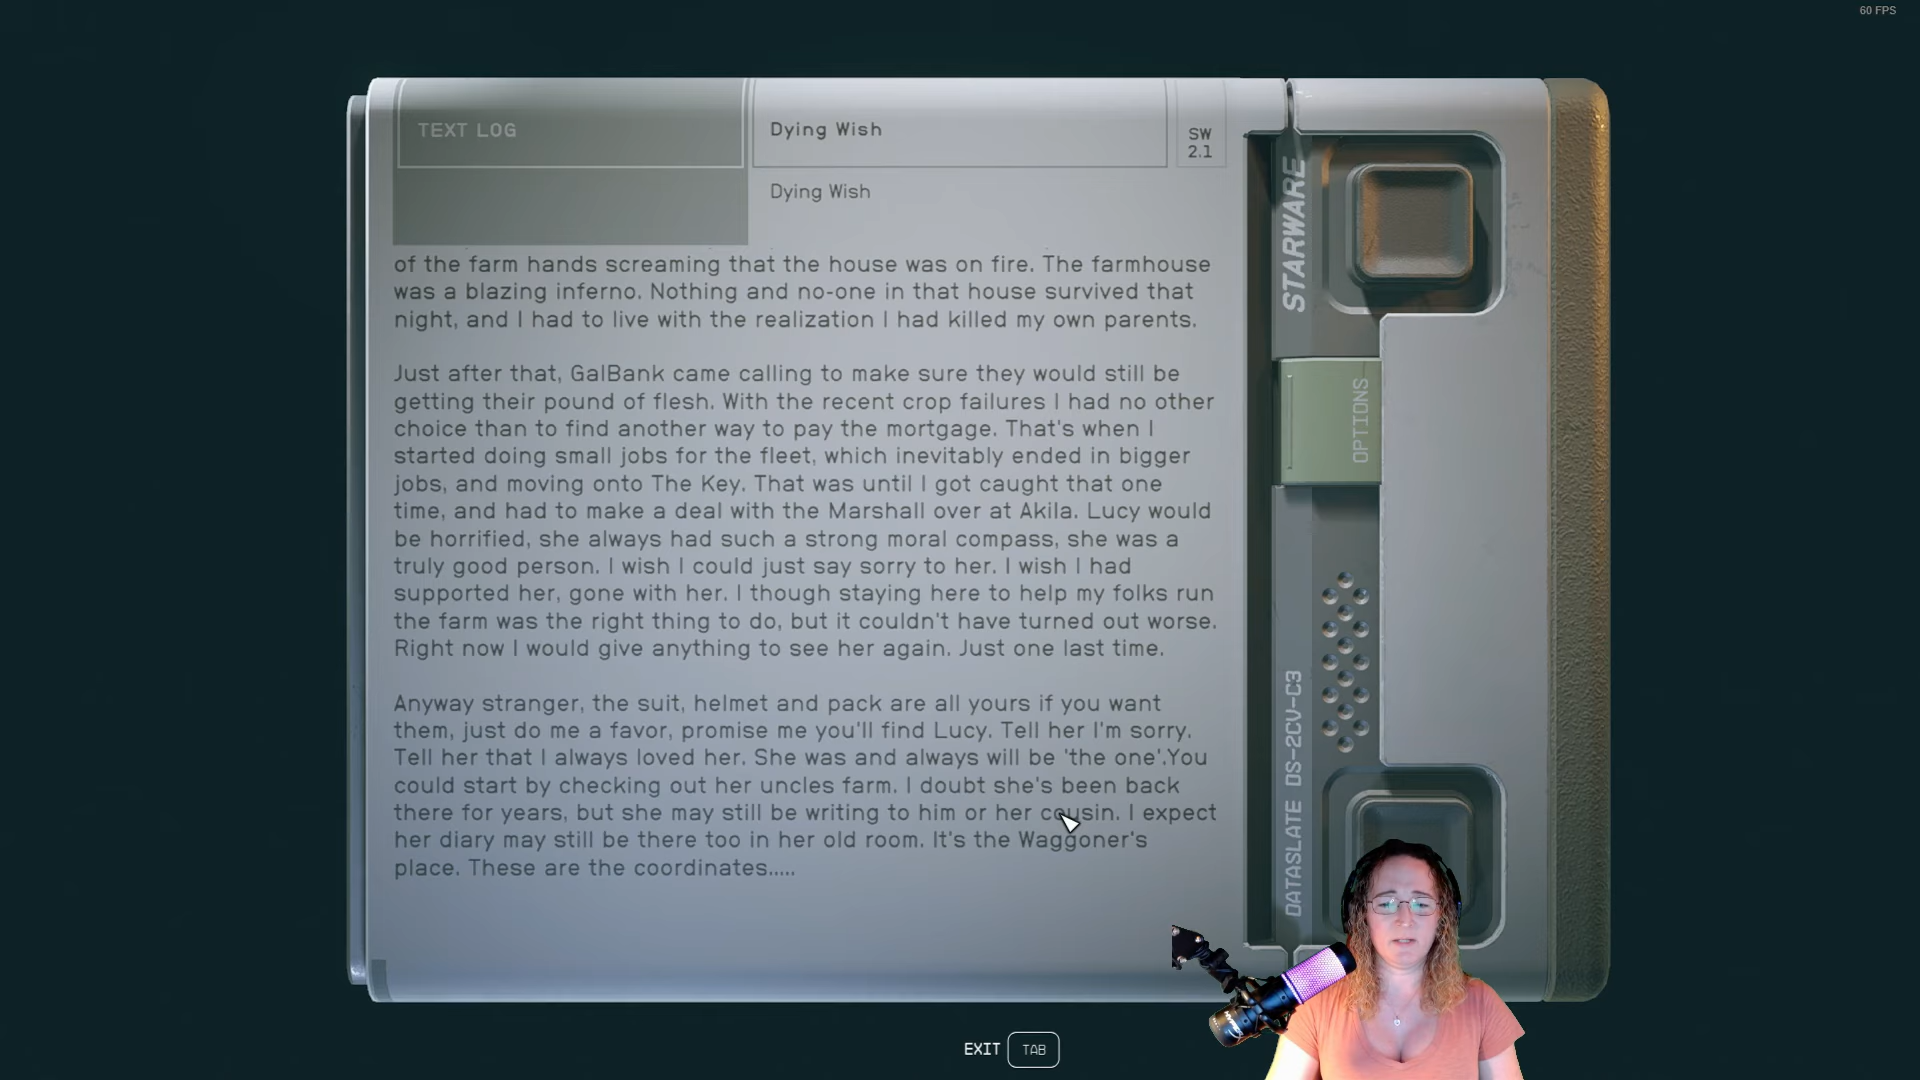 60 FPS
TEXT LOG
Dying Wish
SW
2.1
Dying Wish
of the farm hands screaming that the house was on fire. The farmhouse
was a blazing inferno. Nothing and no-one in that house survived that
night, and I had to live with the realization I had killed my own parents.
Just after that, GalBank came calling to make sure they would still be
getting their pound of flesh. With the recent crop failures I had no other
choice than to find another way to pay the mortgage. That's when I
started doing small jobs for the fleet, which inevitably ended in bigger
jobs, and moving onto The Key. That was until I got caught that one
time, and had to make a deal with the Marshall over at Akila. Lucy would
be horrified, she always had such a strong moral compass, she was a
truly good person. I wish I could just say sorry to her. I wish I had
supported her, gone with her. I though staying here to help my folks run
the farm was the right thing to do, but it couldn't have turned out worse.
Right now I would give anything to see her again. Just one last time.
Anyway stranger, the suit, helmet and pack are all yours if you want
them, just do me a favor, promise me you'll find Lucy. Tell her I'm sorry.
Tell her that I always loved her. She was and always will be 'the one'.You
could start by checking out her uncles farm. I doubt she's been back
there for years, but she may still be writing to him or her cousin. I expect
her diary may still be there too in her old room. It's the Waggoner's
place. These are the coordinates.....
STARWARE
OPTIONS
DATASLATE DS-2CV-C3
EXIT TAB